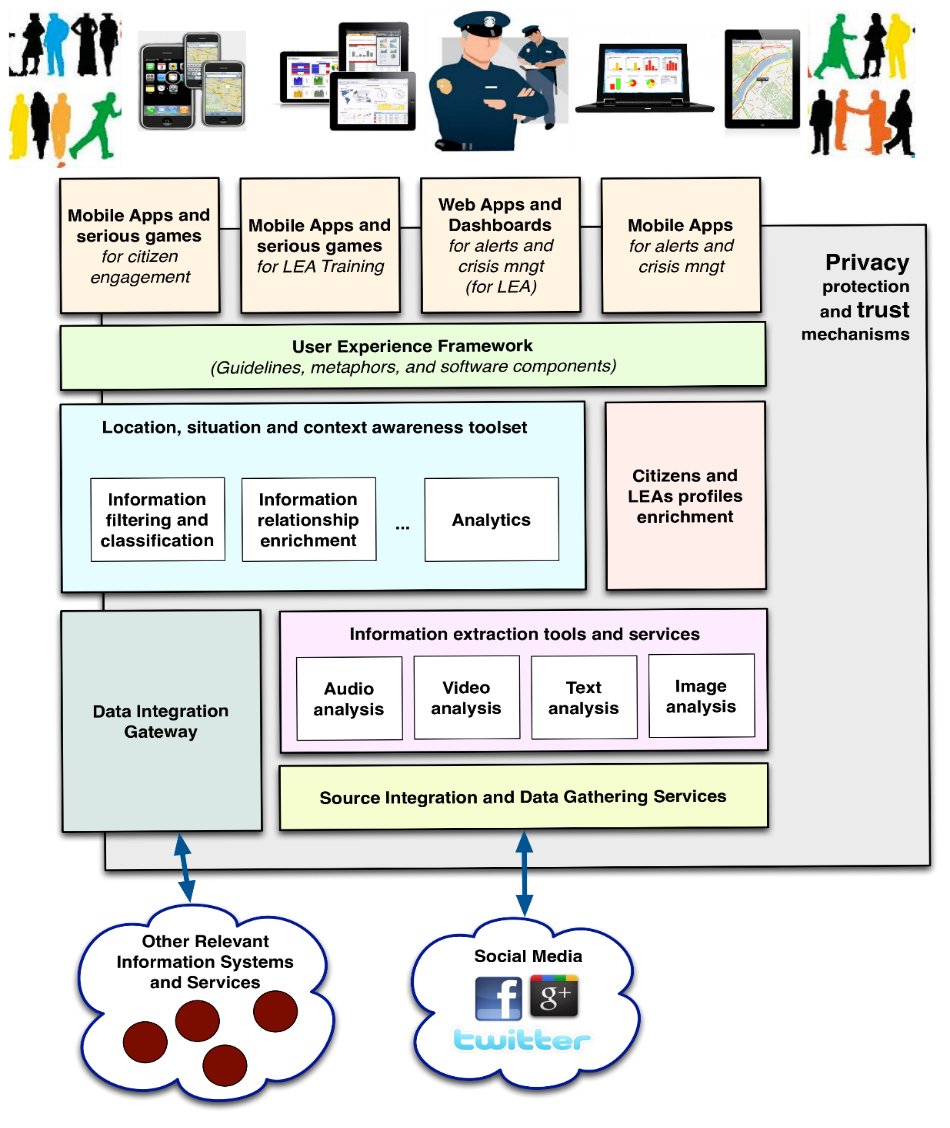 Mobile Apps and
serious games
for citizen
engagement
Mobile Apps and
serious games
for LEA Training
Web Apps and
Dashboards
for alerts and
crisis mngt
(for LEA)
Mobile Apps
for alerts and
crisis mngt
Privacy
protection
and trust
mechanisms
User Experience Framework
(Guidelines, metaphors, and software components)
Location, situation and context awareness toolset
Information
filtering and
classification
Information
relationship
enrichment
...
Analytics
Citizens and
LEAs profiles
enrichment
Data Integration
Gateway
Information extraction tools and services
Audio
analysis
Video
analysis
Text
analysis
Image
analysis
Source Integration and Data Gathering Services
Other Relevant
Information Systems
and Services
Social Media
f
g+
twitter